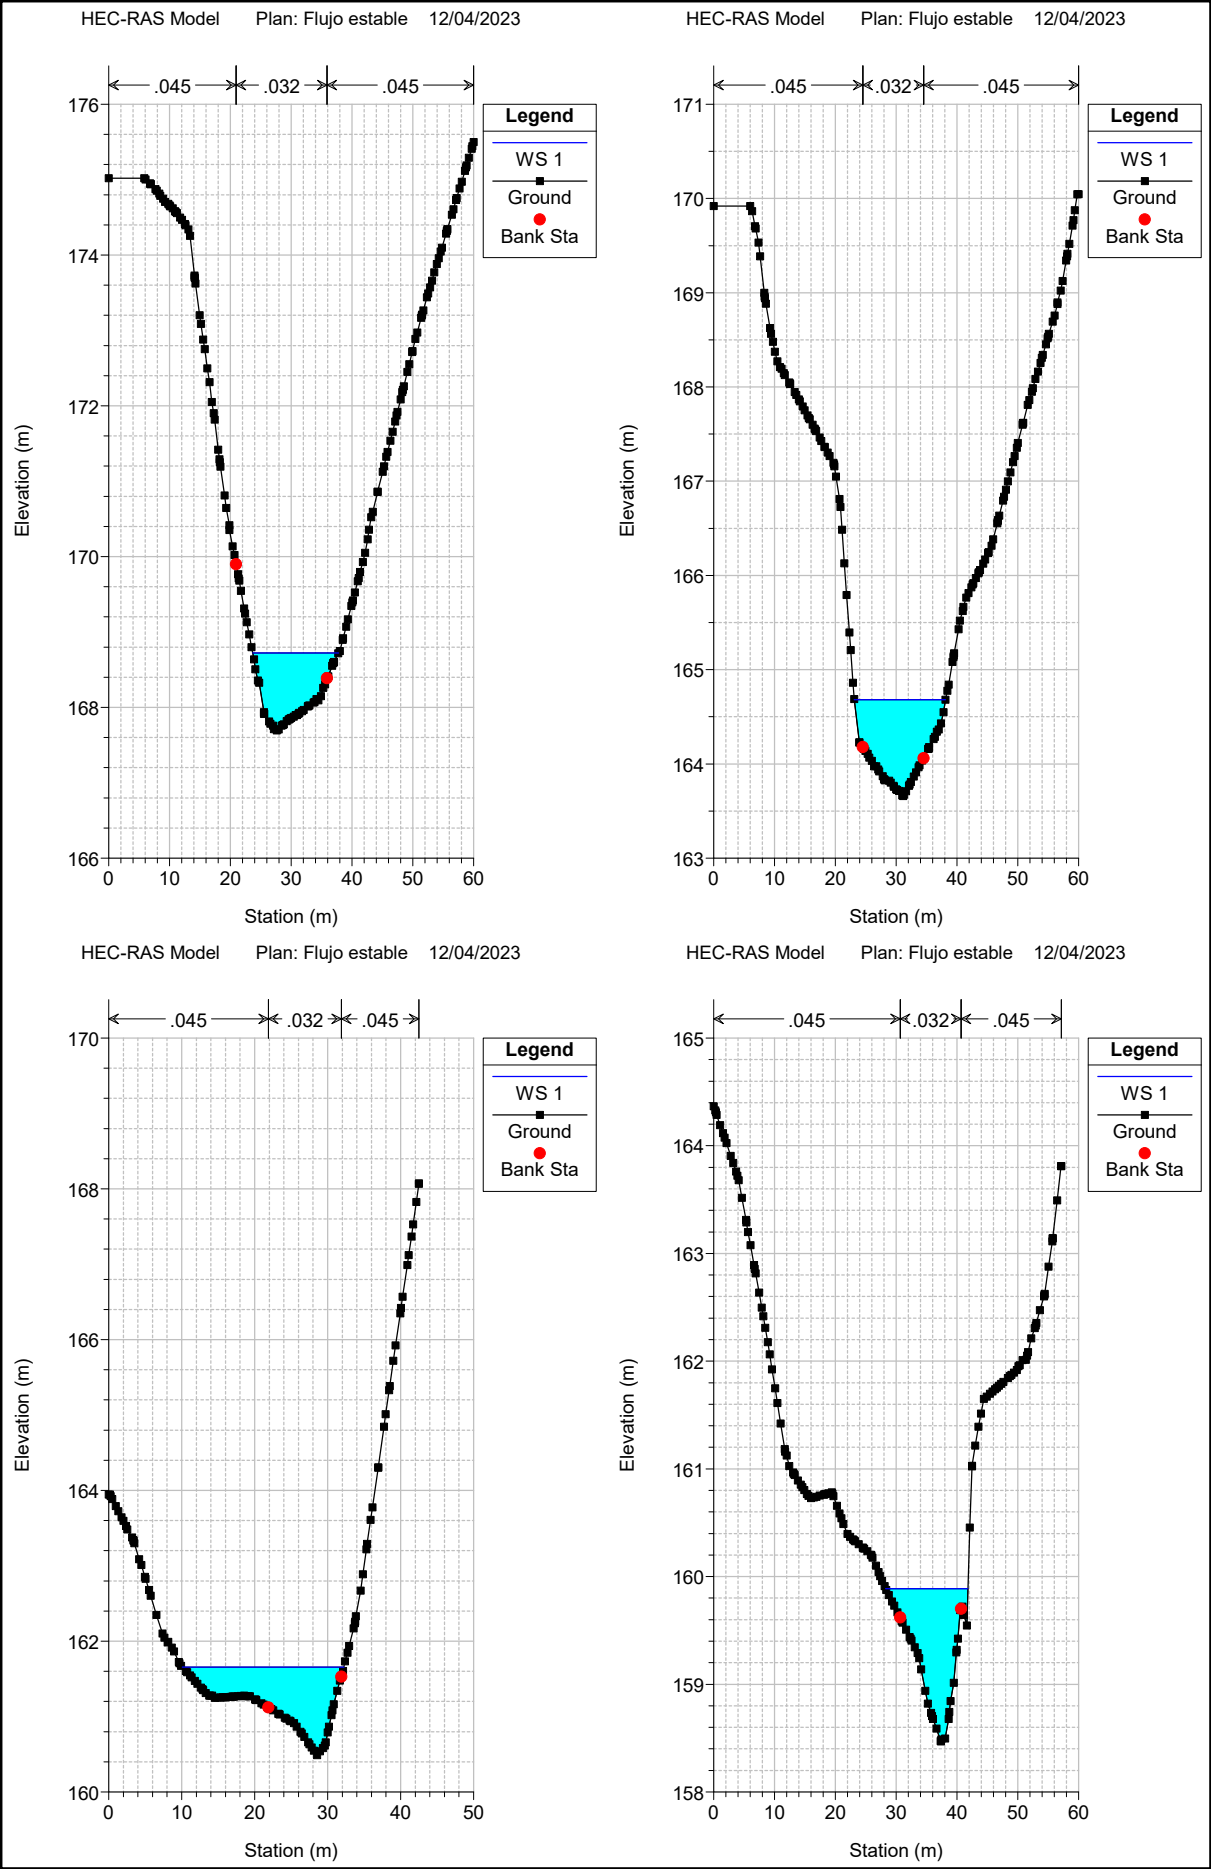 HEC-RAS Model Plan: Flujo estable 12/04/2023
.045 .032 .045
176
174
172
170
168
166
Elevation (m)
0 10 20 30 40 50 60
Station (m)
Legend
WS 1
Ground
Bank Sta
HEC-RAS Model Plan: Flujo estable 12/04/2023
.045 .032 .045
171
170
169
168
167
166
165
164
163
Elevation (m)
0 10 20 30 40 50 60
Station (m)
Legend
WS 1
Ground
Bank Sta
HEC-RAS Model Plan: Flujo estable 12/04/2023
.045 .032 .045
170
168
166
164
162
160
Elevation (m)
0 10 20 30 40 50
Station (m)
Legend
WS 1
Ground
Bank Sta
HEC-RAS Model Plan: Flujo estable 12/04/2023
.045 .032 .045
165
164
163
162
161
160
159
158
Elevation (m)
0 10 20 30 40 50 60
Station (m)
Legend
WS 1
Ground
Bank Sta